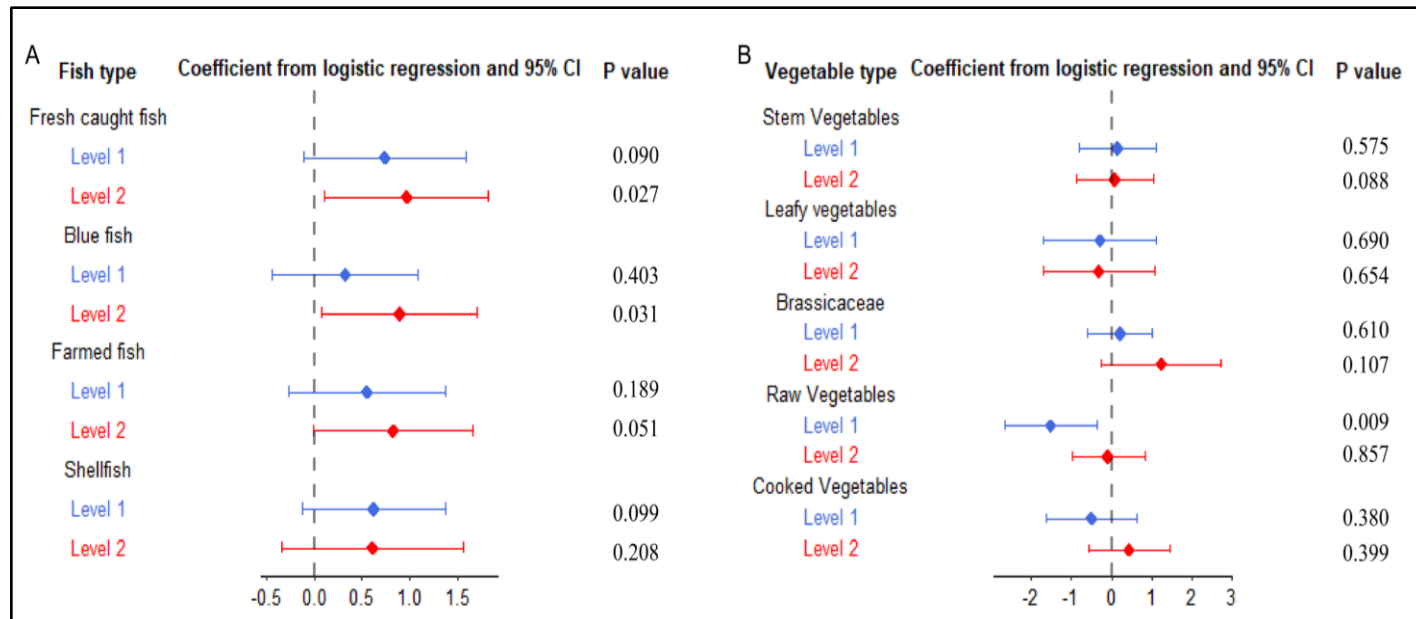 A
Fish type Coefficient from logistic regression and 95% CI P value
Fresh caught fish
Level 1 0.090
Level 2 0.027
Blue fish
Level 1 0.403
Level 2 0.031
Farmed fish
Level 1 0.189
Level 2 0.051
Shellfish
Level 1 0.099
Level 2 0.208
-0.5 0.0 0.5 1.0 1.5
B
Vegetable type Coefficient from logistic regression and 95% CI P value
Stem Vegetables
Level 1 0.575
Level 2 0.088
Leafy vegetables
Level 1 0.690
Level 2 0.654
Brassicaceae
Level 1 0.610
Level 2 0.107
Raw Vegetables
Level 1 0.009
Level 2 0.857
Cooked Vegetables
Level 1 0.380
Level 2 0.399
-2 -1 0 1 2 3